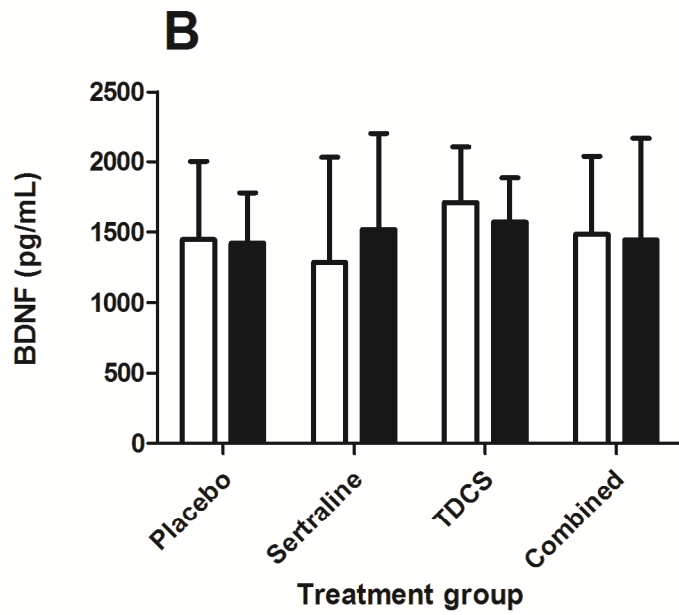 B
2500
2000
1500
1000
500
0
BDNF (pg/mL)
Placebo
Sertraline
TDCS
Combined
Treatment group